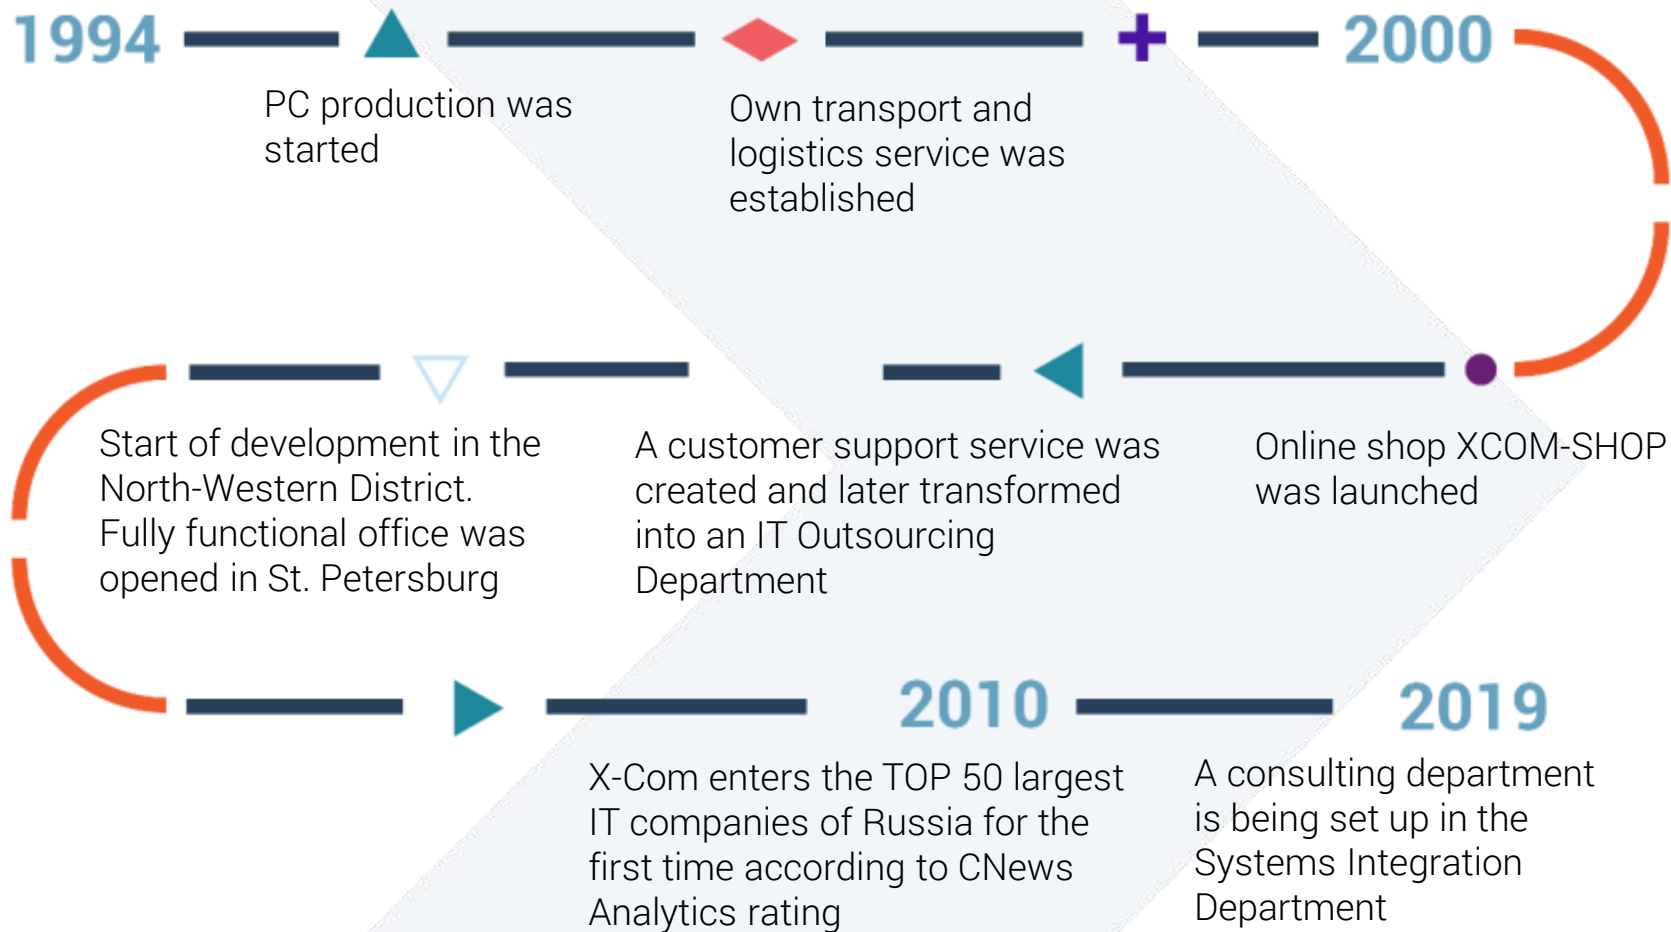 1994
2000
PC production was
started
Own transport and
logistics service was
established
Online shop XCOM-SHOP
was launched
A customer support service was
created and later transformed
into an IT Outsourcing
Department
Start of development in the
North-Western District.
Fully functional office was
opened in St. Petersburg
2010
2019
X-Com enters the TOP 50 largest
IT companies of Russia for the
first time according to CNews
Analytics rating
A consulting department
is being set up in the
Systems Integration
Department